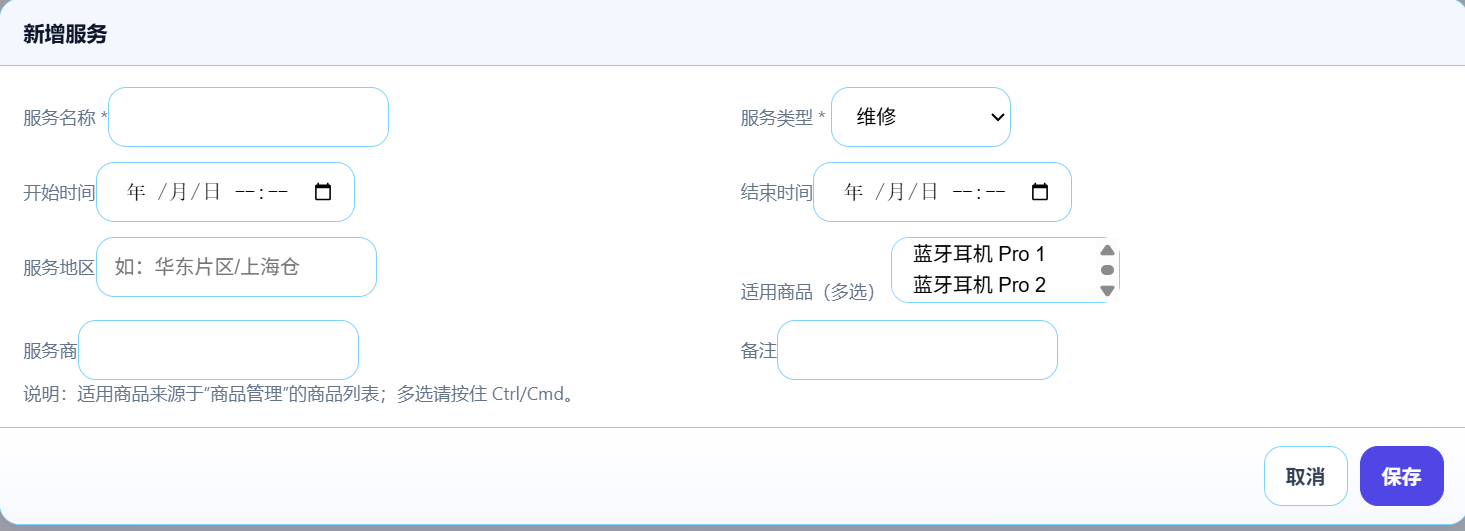 新增服务
服务名称 *
服务类型 * 维修
开始时间 年 /月/日 --:--
结束时间 年 /月/日 --:--
服务地区 如：华东片区/上海仓
适用商品（多选） 蓝牙耳机 Pro 1
蓝牙耳机 Pro 2
服务商
备注
说明：适用商品来源于“商品管理”的商品列表；多选请按住 Ctrl/Cmd。
取消 保存